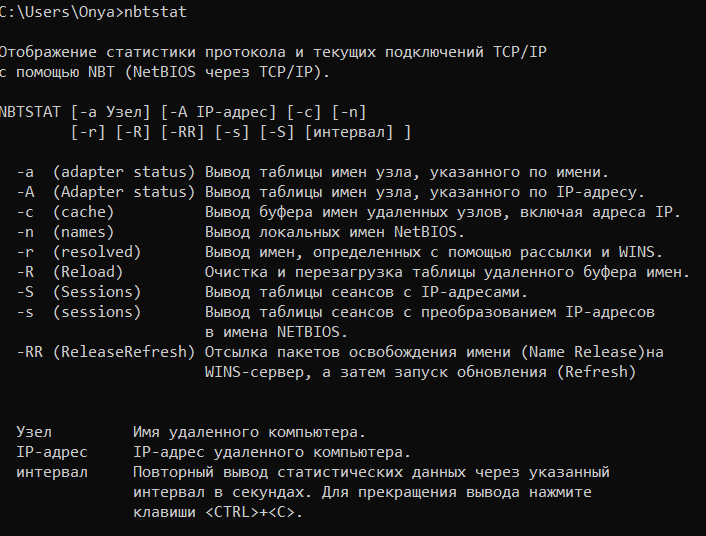 C:\Users\Onya>nbtstat
Отображение статистики протокола и текущих подключений TCP/IP
с помощью NBT (NetBIOS через TCP/IP).
NBTSTAT [-a Узел] [-A IP-адрес] [-c] [-n]
[-r] [-R] [-RR] [-s] [-S] [интервал] ]
-a (adapter status) Вывод таблицы имен узла, указанного по имени.
-A (Adapter status) Вывод таблицы имен узла, указанного по IP-адресу.
-c (cache) Вывод буфера имен удаленных узлов, включая адреса IP.
-n (names) Вывод локальных имен NetBIOS.
-r (resolved) Вывод имен, определенных с помощью рассылки и WINS.
-R (Reload) Очистка и перезагрузка таблицы удаленного буфера имен.
-S (Sessions) Вывод таблицы сеансов с IP-адресами.
-s (sessions) Вывод таблицы сеансов с преобразованием IP-адресов
в имена NETBIOS.
-RR (ReleaseRefresh) Отсылка пакетов освобождения имени (Name Release)на
WINS-сервер, а затем запуск обновления (Refresh)
Узел Имя удаленного компьютера.
IP-адрес IP-адрес удаленного компьютера.
интервал Повторный вывод статистических данных через указанный
интервал в секундах. Для прекращения вывода нажмите
клавиши <CTRL>+<C>.